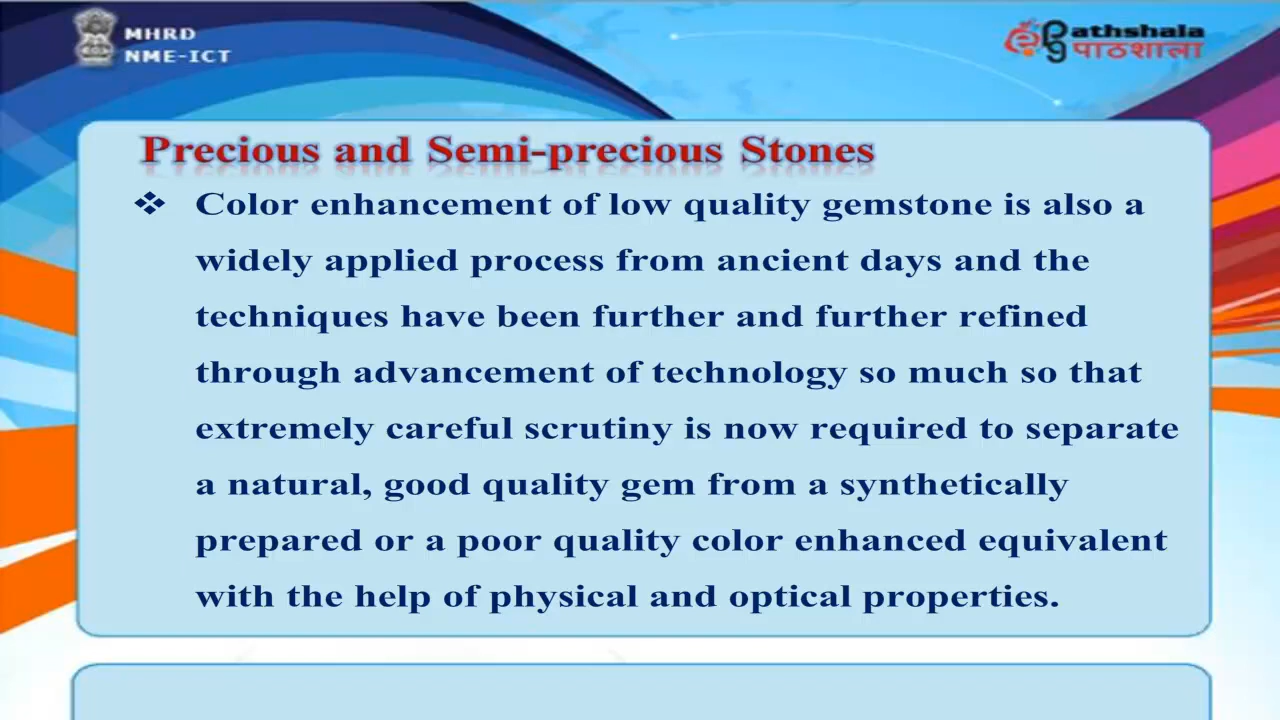 MHRD
NME-ICT
ePG athshala
पाठशाला
Precious and Semi-precious Stones
❖ Color enhancement of low quality gemstone is also a
widely applied process from ancient days and the
techniques have been further and further refined
through advancement of technology so much so that
extremely careful scrutiny is now required to separate
a natural, good quality gem from a synthetically
prepared or a poor quality color enhanced equivalent
with the help of physical and optical properties.